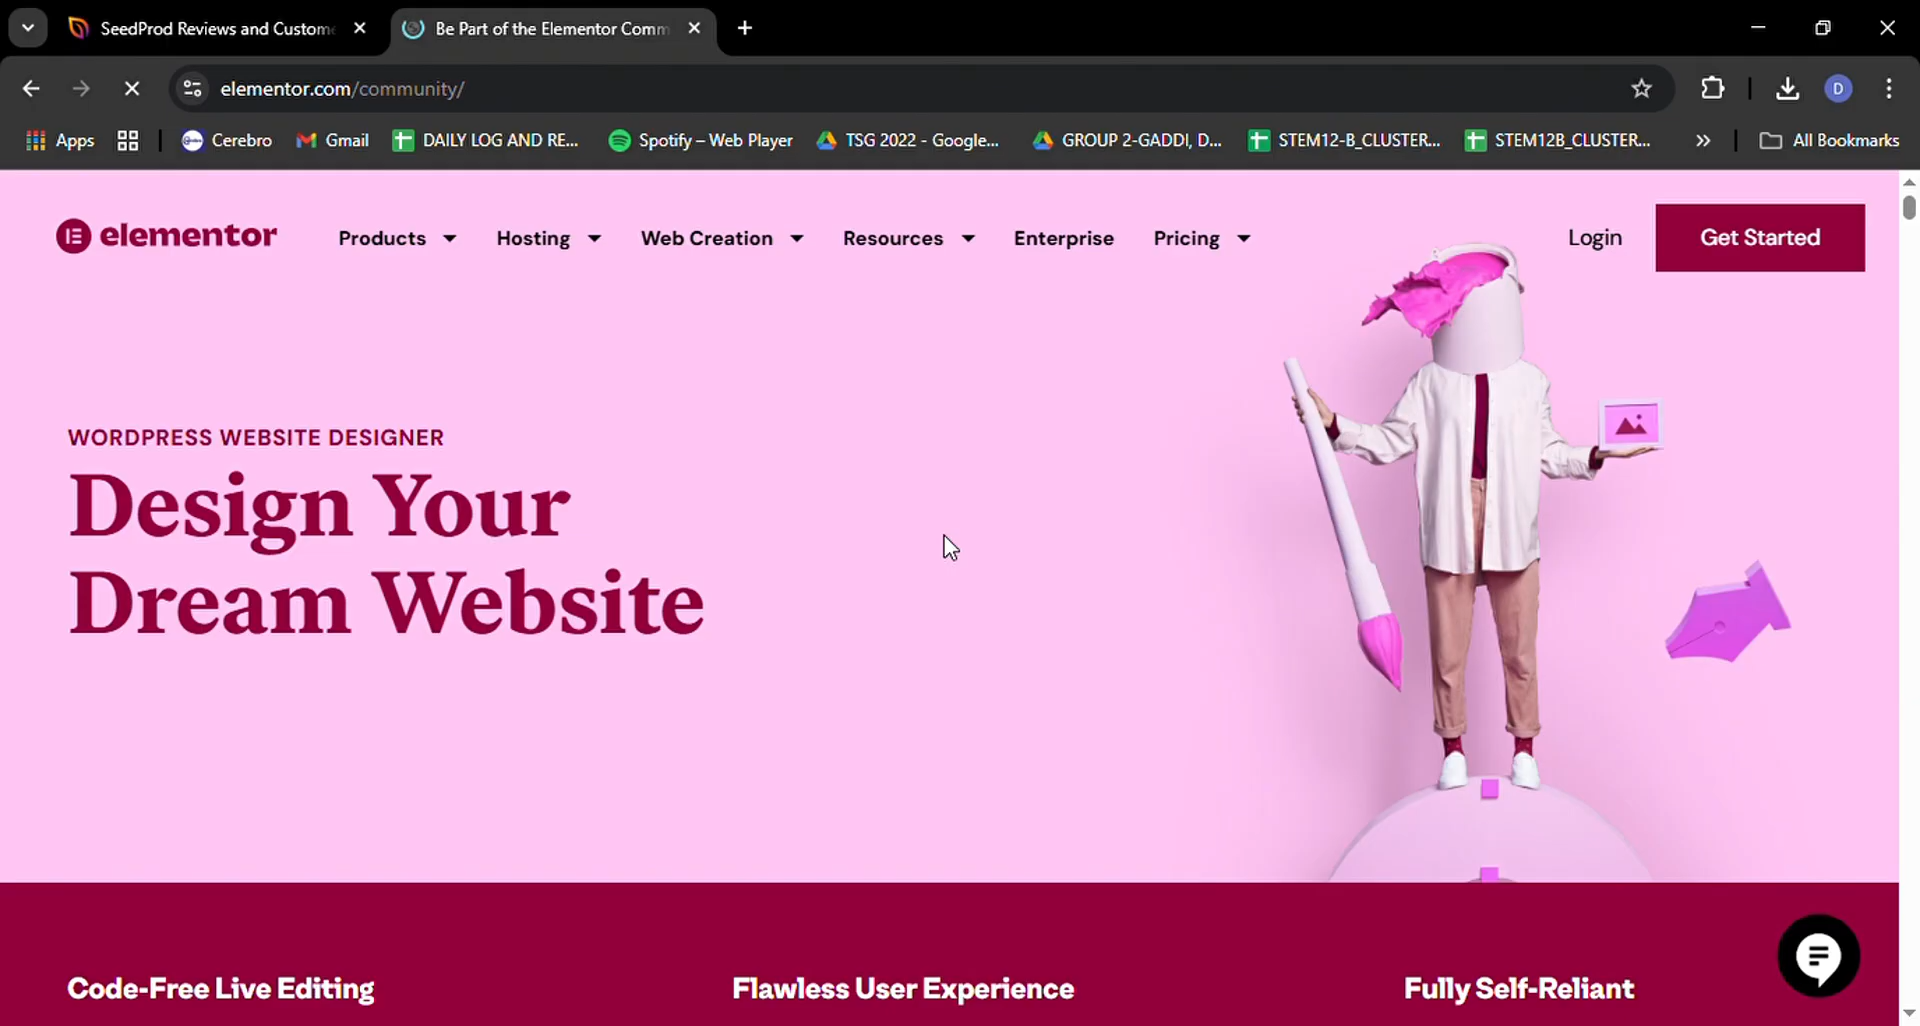 SeedProd Reviews and Custome
Be Part of the Elementor Comm
elementor.com/community/
D
Apps
Cerebro
Gmail
DAILY LOG AND RE...
Spotify – Web Player
TSG 2022 - Google...
GROUP 2-GADDI, D...
STEM12-B_CLUSTER...
STEM12B_CLUSTER...
All Bookmarks
elementor
Products
Hosting
Web Creation
Resources
Enterprise
Pricing
Login
Get Started
WORDPRESS WEBSITE DESIGNER
Design Your
Dream Website
Code-Free Live Editing
Flawless User Experience
Fully Self-Reliant